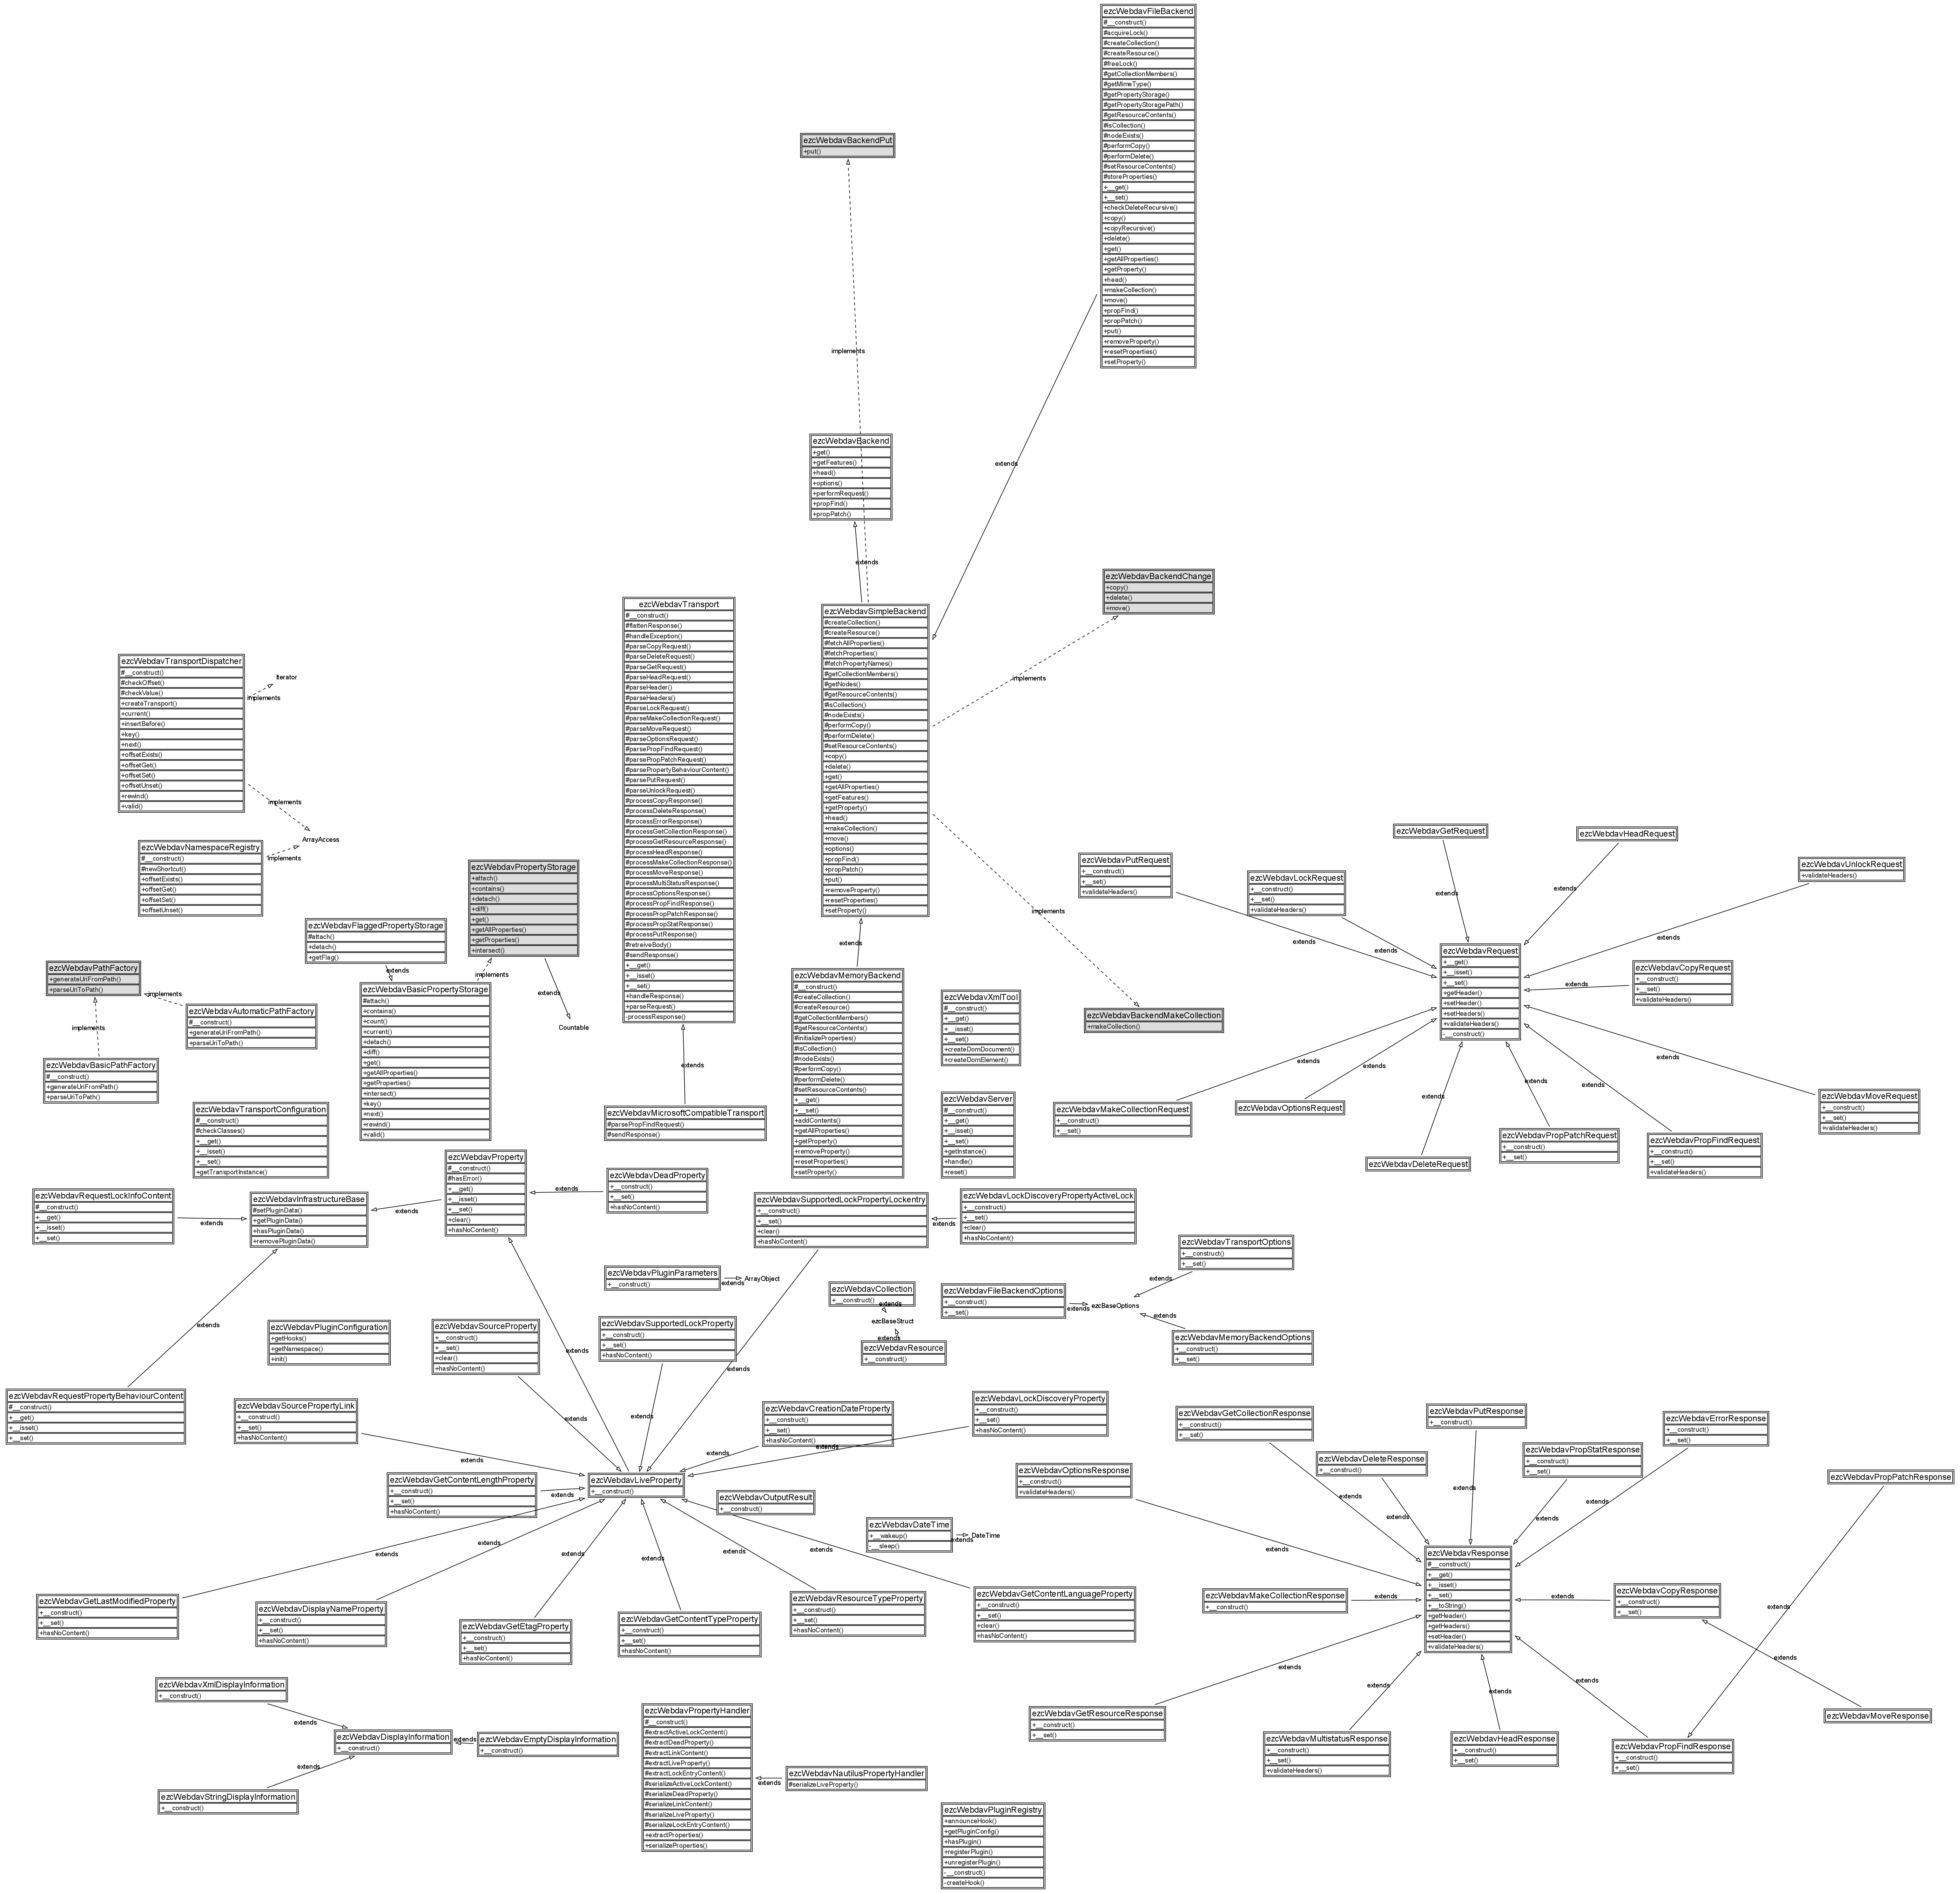 ezcWebdavFileBackend
#__construct()
#acquireLock()
#createCollection()
#createResource()
#freeLock()
#getCollectionMembers()
#getMimeType()
#getPropertyStorage()
#getPropertyStoragePath()
#getResourceContents()
#isCollection()
#nodeExists()
#performCopy()
#performDelete()
#setResourceContents()
#storeProperties()
+__get()
+__set()
+checkDeleteRecursive()
+copy()
+copyRecursive()
+delete()
+get()
+getAllProperties()
+getProperty()
+head()
+makeCollection()
+move()
+propFind()
+propPatch()
+put()
+removeProperty()
+resetProperties()
+setProperty()
ezcWebdavBackendPut
+put()
implements
extends
ezcWebdavBackend
+get()
+getFeatures()
+head()
+options()
+performRequest()
+propFind()
+propPatch()
extends
ezcWebdavBackendChange
+copy()
+delete()
+move()
implements
ezcWebdavSimpleBackend
#createCollection()
#createResource()
#fetchAllProperties()
#fetchProperties()
#fetchPropertyNames()
#getCollectionMembers()
#getNodes()
#getResourceContents()
#isCollection()
#nodeExists()
#performCopy()
#performDelete()
#setResourceContents()
+copy()
+delete()
+get()
+getAllProperties()
+getFeatures()
+getProperty()
+head()
+makeCollection()
+move()
+options()
+propFind()
+propPatch()
+put()
+removeProperty()
+resetProperties()
+setProperty()
implements
extends
ezcWebdavBackendMakeCollection
+makeCollection()
ezcWebdavTransport
#__construct()
#flattenResponse()
#handleException()
#parseCopyRequest()
#parseDeleteRequest()
#parseGetRequest()
#parseHeadRequest()
#parseHeader()
#parseHeaders()
#parseLockRequest()
#parseMakeCollectionRequest()
#parseMoveRequest()
#parseOptionsRequest()
#parsePropFindRequest()
#parsePropPatchRequest()
#parsePropertyBehaviourContent()
#parsePutRequest()
#parseUnlockRequest()
#processCopyResponse()
#processDeleteResponse()
#processErrorResponse()
#processGetCollectionResponse()
#processGetResourceResponse()
#processHeadResponse()
#processMakeCollectionResponse()
#processMoveResponse()
#processMultiStatusResponse()
#processOptionsResponse()
#processPropFindResponse()
#processPropPatchResponse()
#processPropStatResponse()
#processPutResponse()
#retreiveBody()
#sendResponse()
+__get()
+__isset()
+__set()
+handleResponse()
+parseRequest()
-processResponse()
extends
ezcWebdavMicrosoftCompatibleTransport
#parsePropFindRequest()
#sendResponse()
ezcWebdavTransportDispatcher
#__construct()
#checkOffset()
#checkValue()
+createTransport()
+current()
+insertBefore()
+key()
+next()
+offsetExists()
+offsetGet()
+offsetSet()
+offsetUnset()
+rewind()
+valid()
Iterator
implements
implements
ArrayAccess
implements
ezcWebdavNamespaceRegistry
#__construct()
#newShortcut()
+offsetExists()
+offsetGet()
+offsetSet()
+offsetUnset()
ezcWebdavPropertyStorage
+attach()
+contains()
+detach()
+diff()
+get()
+getAllProperties()
+getProperties()
+intersect()
ezcWebdavFlaggedPropertyStorage
#attach()
+detach()
+getFlag()
extends
implements
extends
Countable
ezcWebdavBasicPropertyStorage
#attach()
+contains()
+count()
+current()
+detach()
+diff()
+get()
+getAllProperties()
+getProperties()
+intersect()
+key()
+next()
+rewind()
+valid()
ezcWebdavPathFactory
+generateUriFromPath()
+parseUriToPath()
implements
ezcWebdavAutomaticPathFactory
#__construct()
+generateUriFromPath()
+parseUriToPath()
implements
ezcWebdavBasicPathFactory
#__construct()
+generateUriFromPath()
+parseUriToPath()
ezcWebdavTransportConfiguration
#__construct()
#checkClasses()
+__get()
+__isset()
+__set()
+getTransportInstance()
ezcWebdavMemoryBackend
#__construct()
#createCollection()
#createResource()
#getCollectionMembers()
#getResourceContents()
#initializeProperties()
#isCollection()
#nodeExists()
#performCopy()
#performDelete()
#setResourceContents()
+__get()
+__set()
+addContents()
+getAllProperties()
+getProperty()
+removeProperty()
+resetProperties()
+setProperty()
ezcWebdavXmlTool
#__construct()
+__get()
+__isset()
+__set()
+createDomDocument()
+createDomElement()
ezcWebdavServer
#__construct()
+__get()
+__isset()
+__set()
+getInstance()
+handle()
+reset()
ezcWebdavGetRequest
ezcWebdavHeadRequest
ezcWebdavPutRequest
+__construct()
+__set()
+validateHeaders()
ezcWebdavLockRequest
+__construct()
+__set()
+validateHeaders()
ezcWebdavUnlockRequest
+validateHeaders()
extends
extends
extends
extends
extends
ezcWebdavRequest
+__get()
+__isset()
+__set()
+getHeader()
+setHeader()
+setHeaders()
+validateHeaders()
-__construct()
extends
ezcWebdavCopyRequest
+__construct()
+__set()
+validateHeaders()
extends
extends
extends
extends
extends
extends
ezcWebdavMakeCollectionRequest
+__construct()
+__set()
ezcWebdavOptionsRequest
ezcWebdavDeleteRequest
ezcWebdavPropPatchRequest
+__construct()
+__set()
ezcWebdavPropFindRequest
+__construct()
+__set()
+validateHeaders()
ezcWebdavMoveRequest
+__construct()
+__set()
+validateHeaders()
ezcWebdavRequestLockInfoContent
#__construct()
+__get()
+__isset()
+__set()
extends
ezcWebdavInfrastructureBase
#setPluginData()
+getPluginData()
+hasPluginData()
+removePluginData()
extends
ezcWebdavProperty
#__construct()
#hasError()
+__get()
+__isset()
+__set()
+clear()
+hasNoContent()
extends
ezcWebdavDeadProperty
+__construct()
+__set()
+hasNoContent()
ezcWebdavSupportedLockPropertyLockentry
+__construct()
+__set()
+clear()
+hasNoContent()
extends
ezcWebdavLockDiscoveryPropertyActiveLock
+__construct()
+__set()
+clear()
+hasNoContent()
ezcWebdavPluginParameters
+__construct()
extends
ArrayObject
ezcWebdavCollection
+__construct()
extends
ezcBaseStruct
extends
ezcWebdavResource
+__construct()
ezcWebdavFileBackendOptions
+__construct()
+__set()
extends
ezcBaseOptions
ezcWebdavTransportOptions
+__construct()
+__set()
extends
extends
ezcWebdavMemoryBackendOptions
+__construct()
+__set()
extends
extends
ezcWebdavPluginConfiguration
+getHooks()
+getNamespace()
+init()
ezcWebdavSourceProperty
+__construct()
+__set()
+clear()
+hasNoContent()
ezcWebdavSupportedLockProperty
+__construct()
+__set()
+hasNoContent()
extends
extends
extends
ezcWebdavRequestPropertyBehaviourContent
#__construct()
+__get()
+__isset()
+__set()
ezcWebdavSourcePropertyLink
+__construct()
+__set()
+hasNoContent()
extends
ezcWebdavCreationDateProperty
+__construct()
+__set()
+hasNoContent()
extends
ezcWebdavLockDiscoveryProperty
+__construct()
+__set()
+hasNoContent()
extends
ezcWebdavGetContentLengthProperty
+__construct()
+__set()
+hasNoContent()
extends
ezcWebdavLiveProperty
+__construct()
ezcWebdavOutputResult
+__construct()
ezcWebdavDateTime
+__wakeup()
-__sleep()
extends
DateTime
extends
extends
extends
extends
extends
extends
ezcWebdavGetLastModifiedProperty
+__construct()
+__set()
+hasNoContent()
ezcWebdavDisplayNameProperty
+__construct()
+__set()
+hasNoContent()
ezcWebdavGetEtagProperty
+__construct()
+__set()
+hasNoContent()
ezcWebdavGetContentTypeProperty
+__construct()
+__set()
+hasNoContent()
ezcWebdavResourceTypeProperty
+__construct()
+__set()
+hasNoContent()
ezcWebdavGetContentLanguageProperty
+__construct()
+__set()
+clear()
+hasNoContent()
ezcWebdavGetCollectionResponse
+__construct()
+__set()
ezcWebdavPutResponse
+__construct()
ezcWebdavErrorResponse
+__construct()
+__set()
ezcWebdavDeleteResponse
+__construct()
ezcWebdavPropStatResponse
+__construct()
+__set()
ezcWebdavOptionsResponse
+__construct()
+validateHeaders()
ezcWebdavPropPatchResponse
extends
extends
extends
extends
extends
extends
ezcWebdavResponse
#__construct()
+__get()
+__isset()
+__set()
+__toString()
+getHeader()
+getHeaders()
+setHeader()
+validateHeaders()
ezcWebdavMakeCollectionResponse
+__construct()
extends
extends
ezcWebdavCopyResponse
+__construct()
+__set()
extends
extends
extends
extends
extends
extends
extends
ezcWebdavGetResourceResponse
+__construct()
+__set()
ezcWebdavMultistatusResponse
+__construct()
+__set()
+validateHeaders()
ezcWebdavHeadResponse
+__construct()
+__set()
ezcWebdavPropFindResponse
+__construct()
+__set()
ezcWebdavMoveResponse
ezcWebdavXmlDisplayInformation
+__construct()
extends
ezcWebdavDisplayInformation
+__construct()
extends
ezcWebdavEmptyDisplayInformation
+__construct()
extends
ezcWebdavStringDisplayInformation
+__construct()
ezcWebdavPropertyHandler
#__construct()
#extractActiveLockContent()
#extractDeadProperty()
#extractLinkContent()
#extractLiveProperty()
#extractLockEntryContent()
#serializeActiveLockContent()
#serializeDeadProperty()
#serializeLinkContent()
#serializeLiveProperty()
#serializeLockEntryContent()
+extractProperties()
+serializeProperties()
extends
ezcWebdavNautilusPropertyHandler
#serializeLiveProperty()
ezcWebdavPluginRegistry
+announceHook()
+getPluginConfig()
+hasPlugin()
+registerPlugin()
+unregisterPlugin()
-__construct()
-createHook()